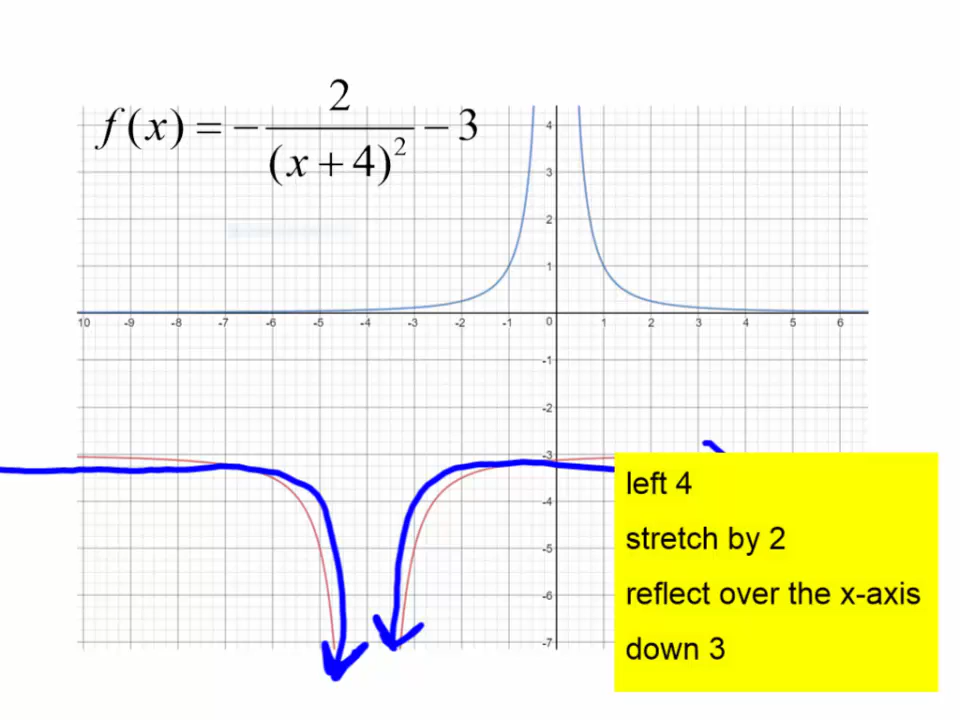 f(x) = -\frac{2}{(x+4)^2} - 3
4
3
2
1
10 -9 -8 -7 -6 -5 -4 -3 -2 -1 0 1 2 3 4 5 6
-1
-2
-3
-4
-5
-6
-7
left 4
stretch by 2
reflect over the x-axis
down 3